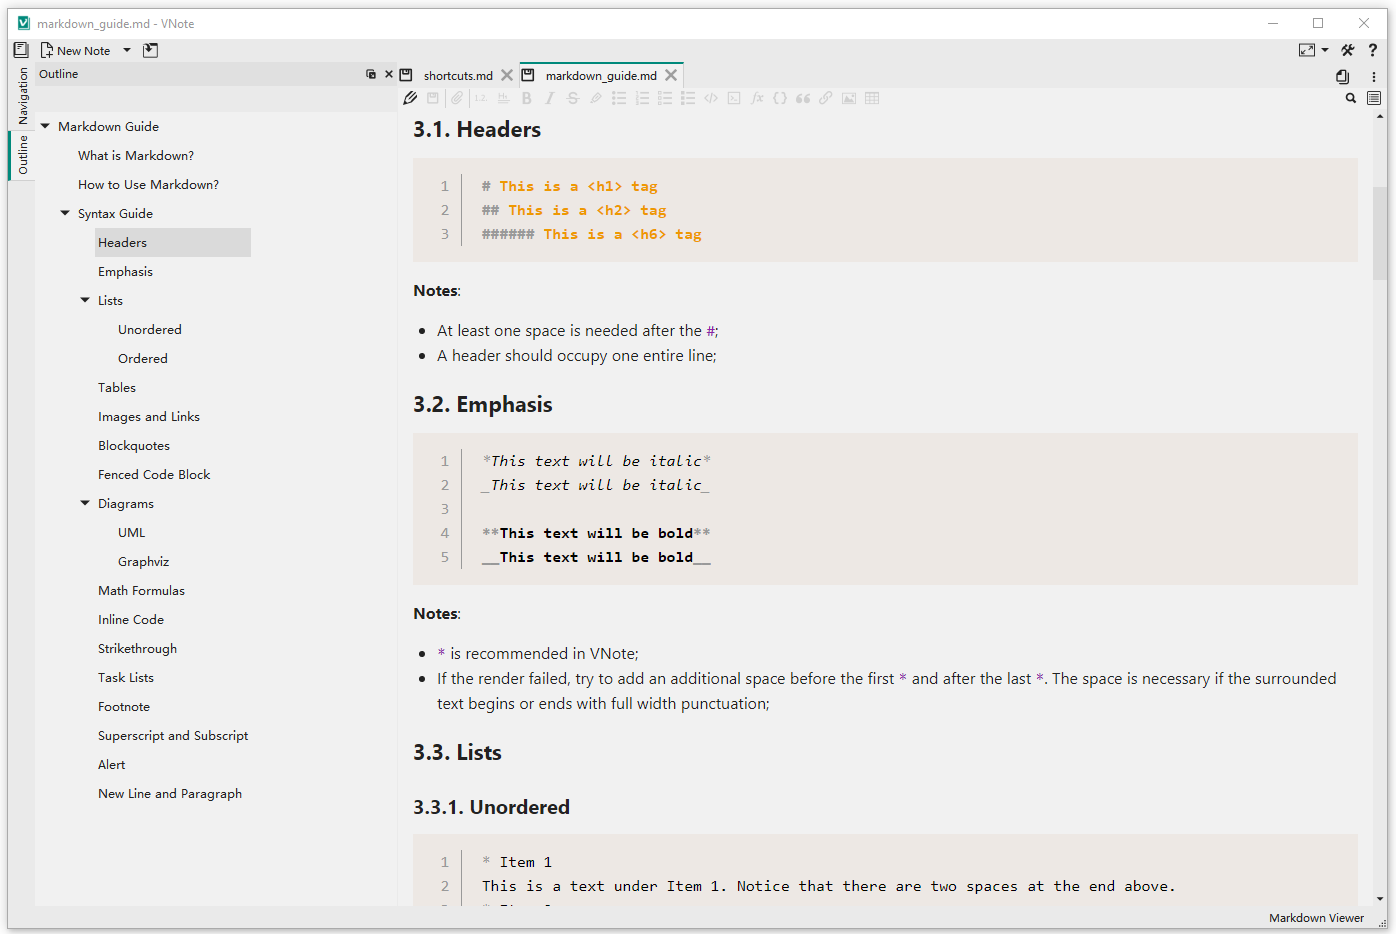 markdown_guide.md - VNote
New Note
Outline
shortcuts.md
markdown_guide.md
Navigation
Outline
Markdown Guide
What is Markdown?
How to Use Markdown?
Syntax Guide
Headers
Emphasis
Lists
Unordered
Ordered
Tables
Images and Links
Blockquotes
Fenced Code Block
Diagrams
UML
Graphviz
Math Formulas
Inline Code
Strikethrough
Task Lists
Footnote
Superscript and Subscript
Alert
New Line and Paragraph
3.1. Headers
1 # This is a <h1> tag
2 ## This is a <h2> tag
3 ###### This is a <h6> tag
Notes:
• At least one space is needed after the #;
• A header should occupy one entire line;
3.2. Emphasis
1 *This text will be italic*
2 _This text will be italic_
3
4 **This text will be bold**
5 __This text will be bold__
Notes:
• * is recommended in VNote;
• If the render failed, try to add an additional space before the first * and after the last *. The space is necessary if the surrounded
text begins or ends with full width punctuation;
3.3. Lists
3.3.1. Unordered
1 * Item 1
2 This is a text under Item 1. Notice that there are two spaces at the end above.
Markdown Viewer